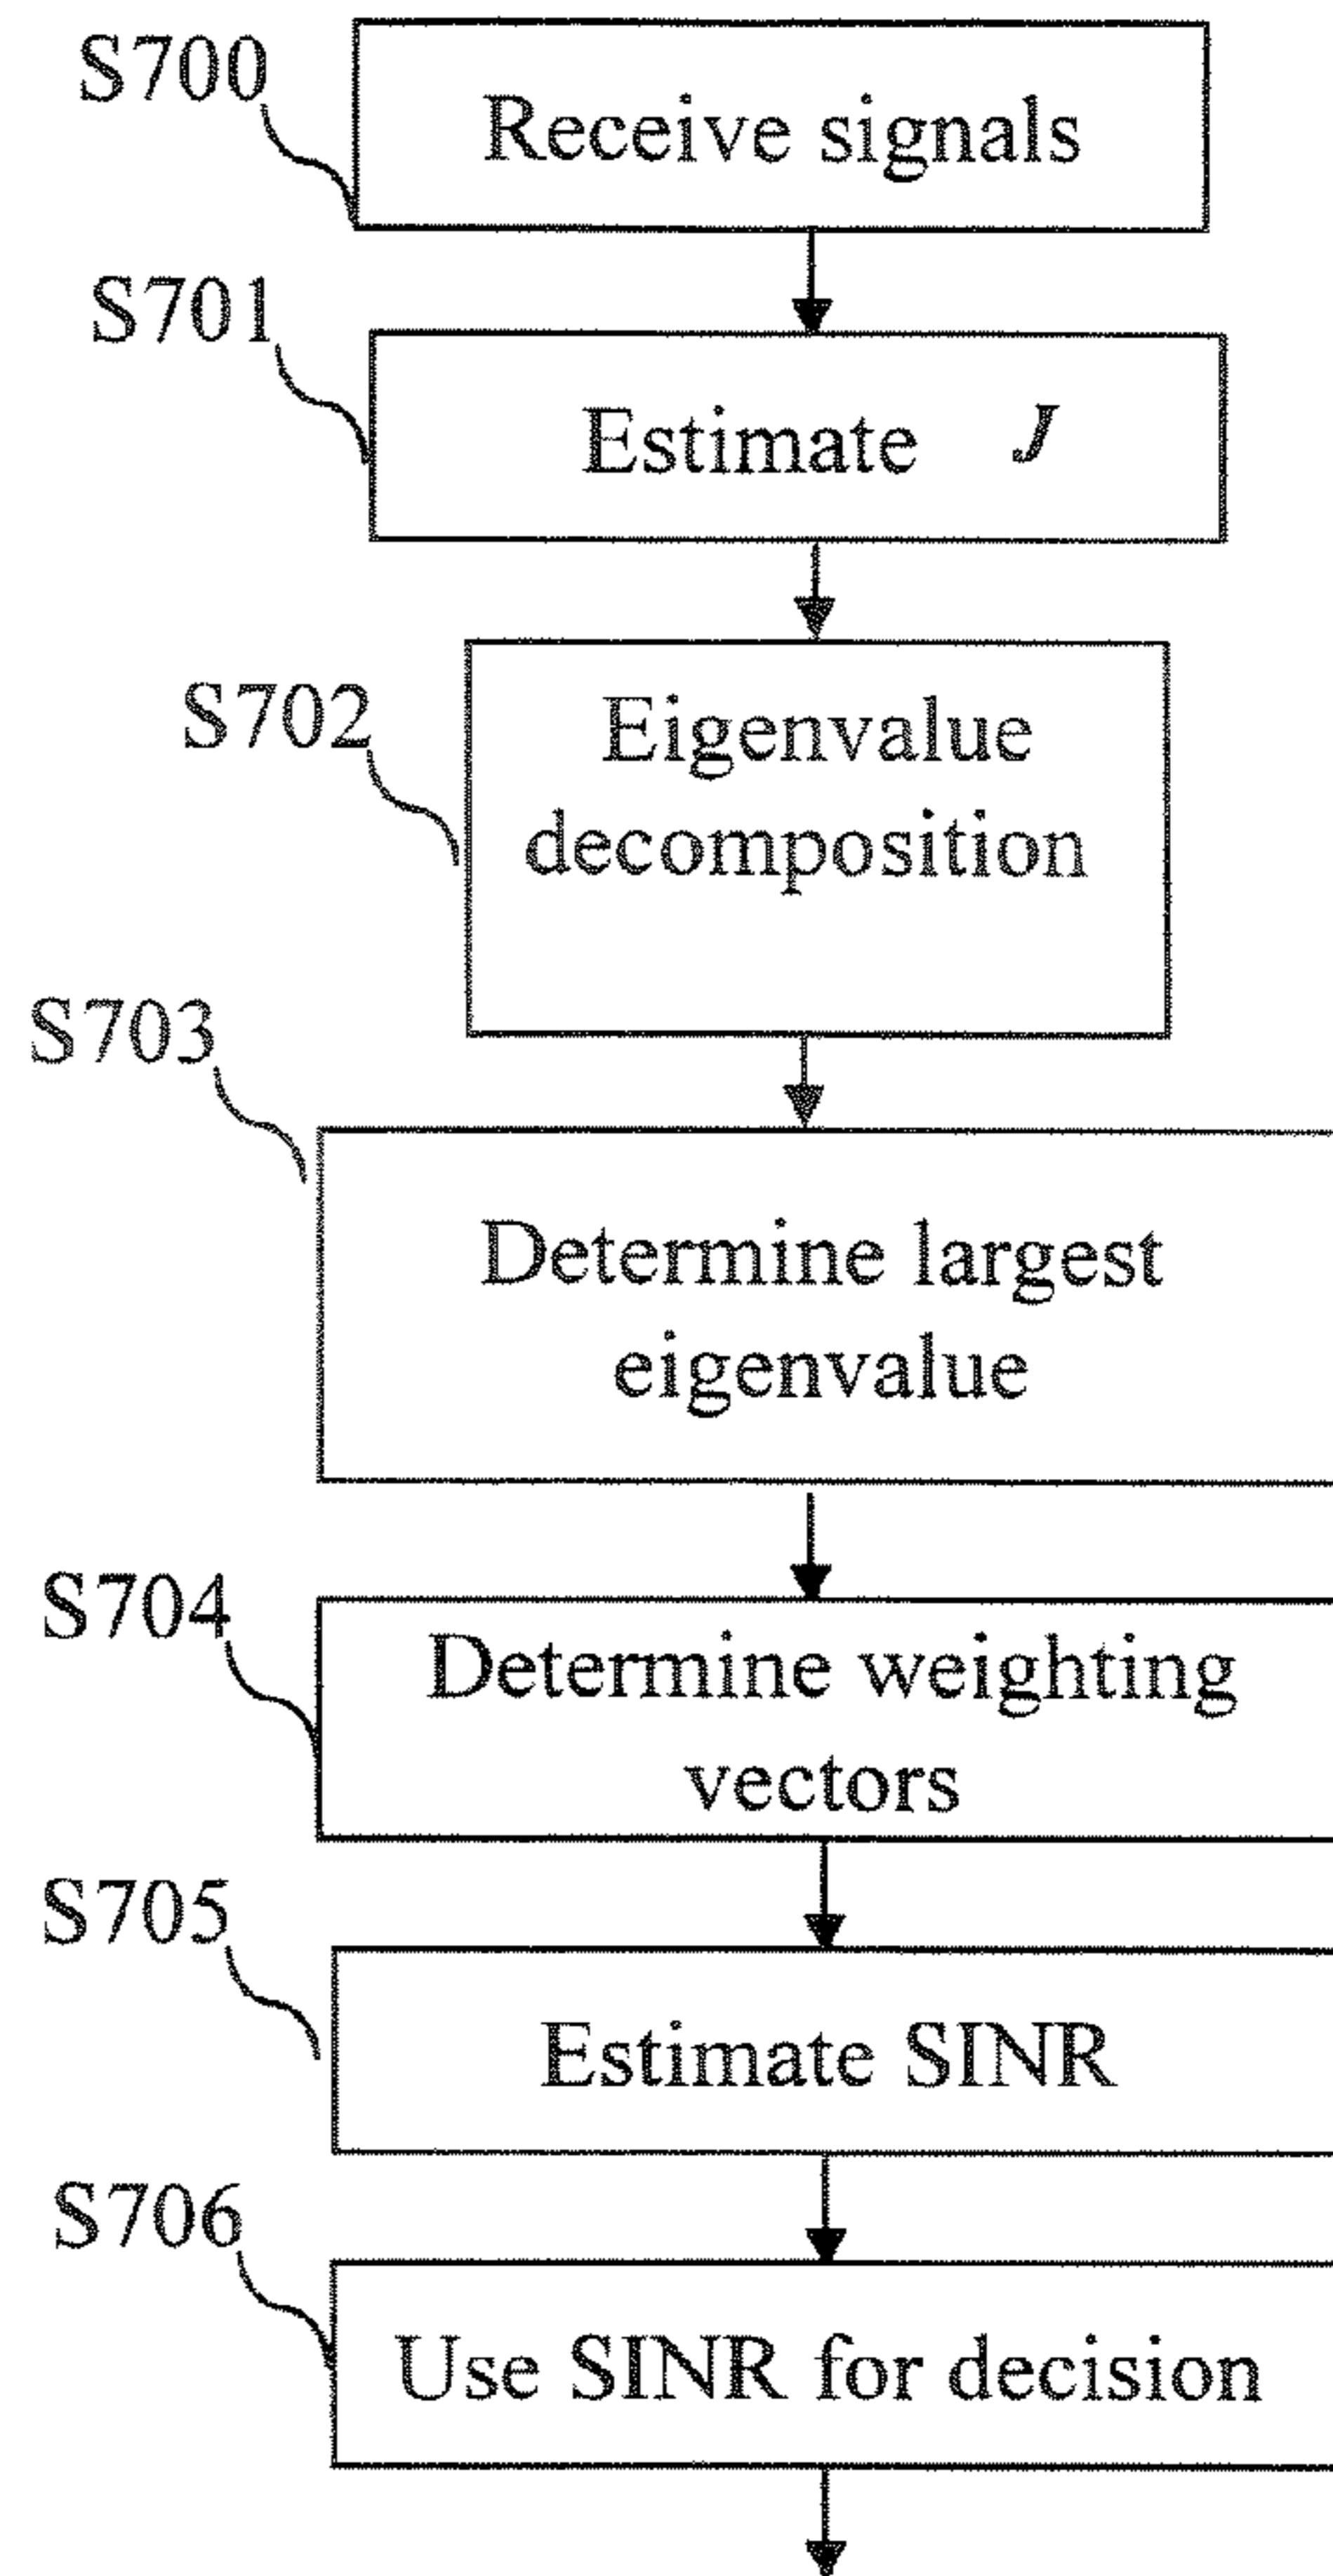 S700
Receive signals
S701
Estimate J
S702
Eigenvalue
decomposition
S703
Determine largest
eigenvalue
S704
Determine weighting
vectors
S705
Estimate SINR
S706
Use SINR for decision